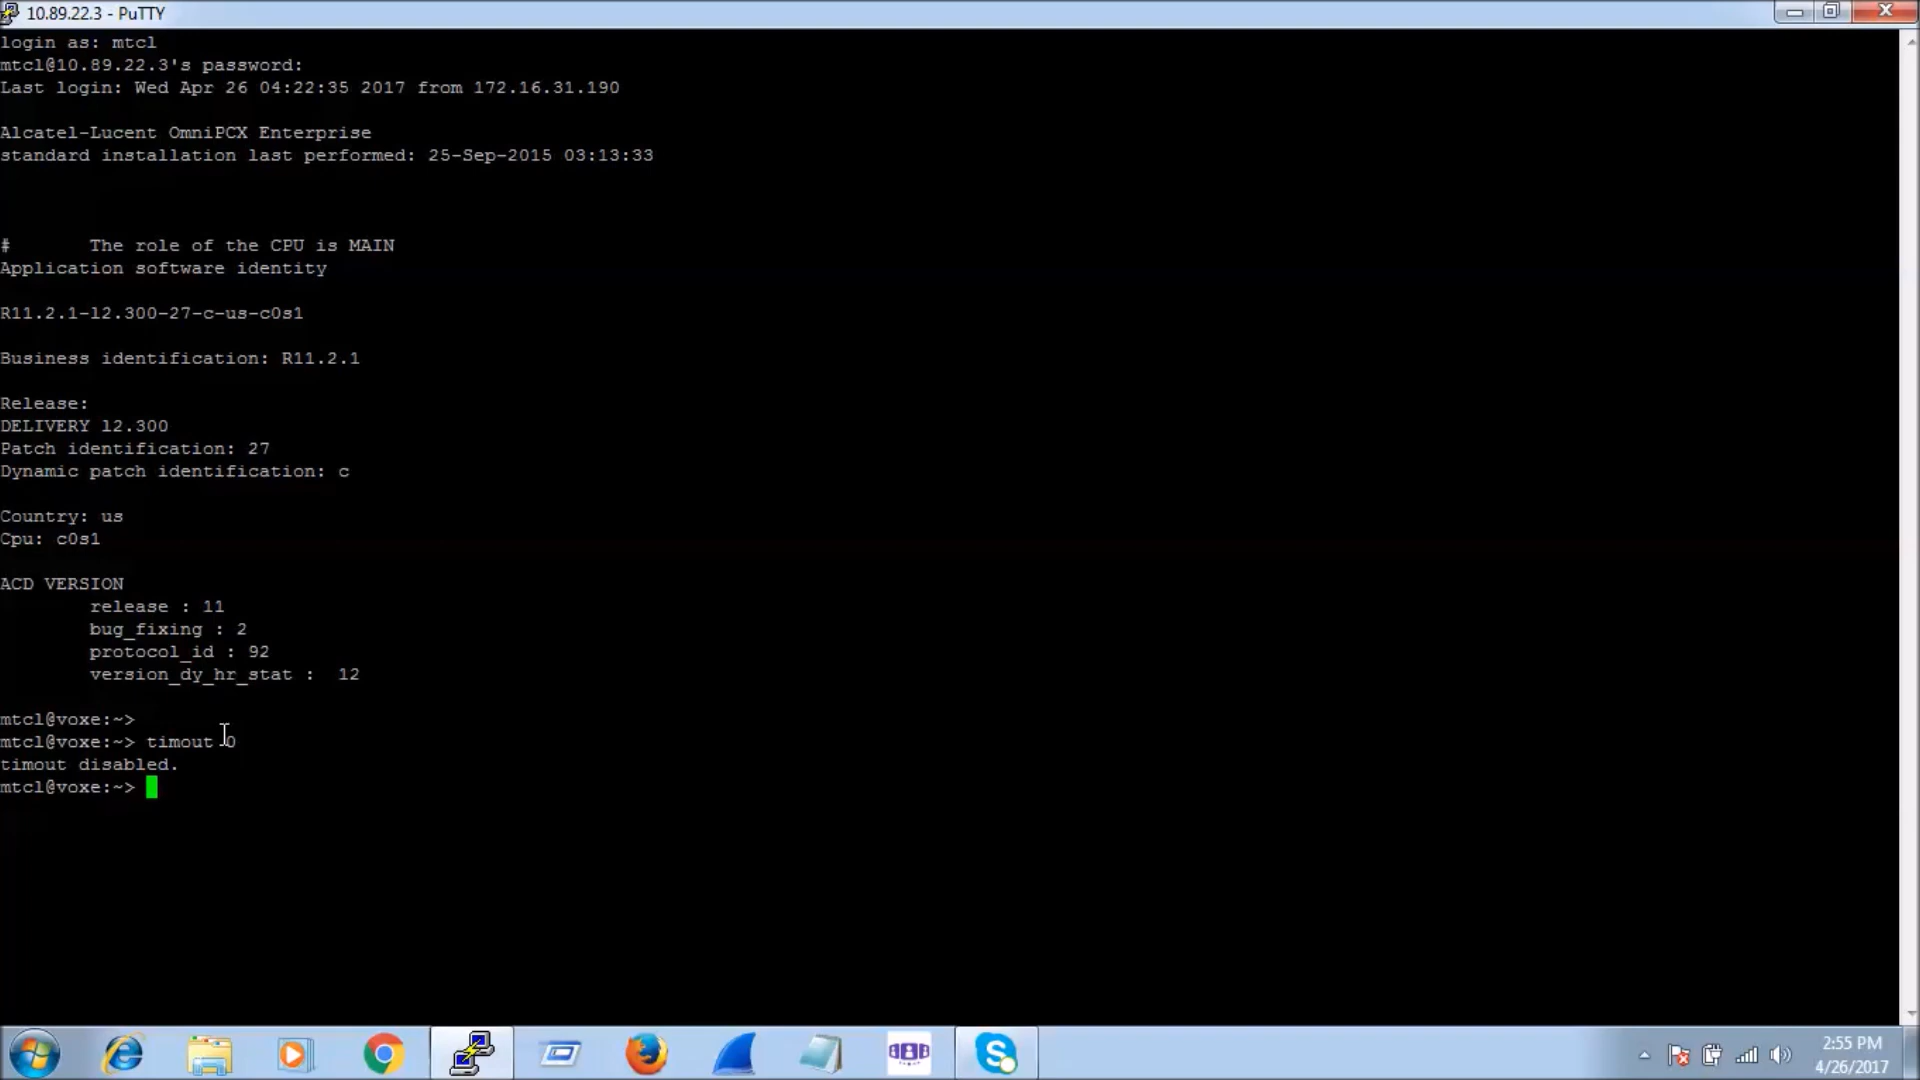 10.89.22.3 - PuTTY
login as: mtcl
mtcl@10.89.22.3's password:
Last login: Wed Apr 26 04:22:35 2017 from 172.16.31.190
Alcatel-Lucent OmniPCX Enterprise
standard installation last performed: 25-Sep-2015 03:13:33
# The role of the CPU is MAIN
Application software identity
R11.2.1-l2.300-27-c-us-c0s1
Business identification: R11.2.1
Release:
DELIVERY l2.300
Patch identification: 27
Dynamic patch identification: c
Country: us
Cpu: c0s1
ACD VERSION
release : 11
bug_fixing : 2
protocol_id : 92
version_dy_hr_stat : 12
mtcl@voxe:~>
mtcl@voxe:~> timout 0
timout disabled.
mtcl@voxe:~>
2:55 PM
4/26/2017